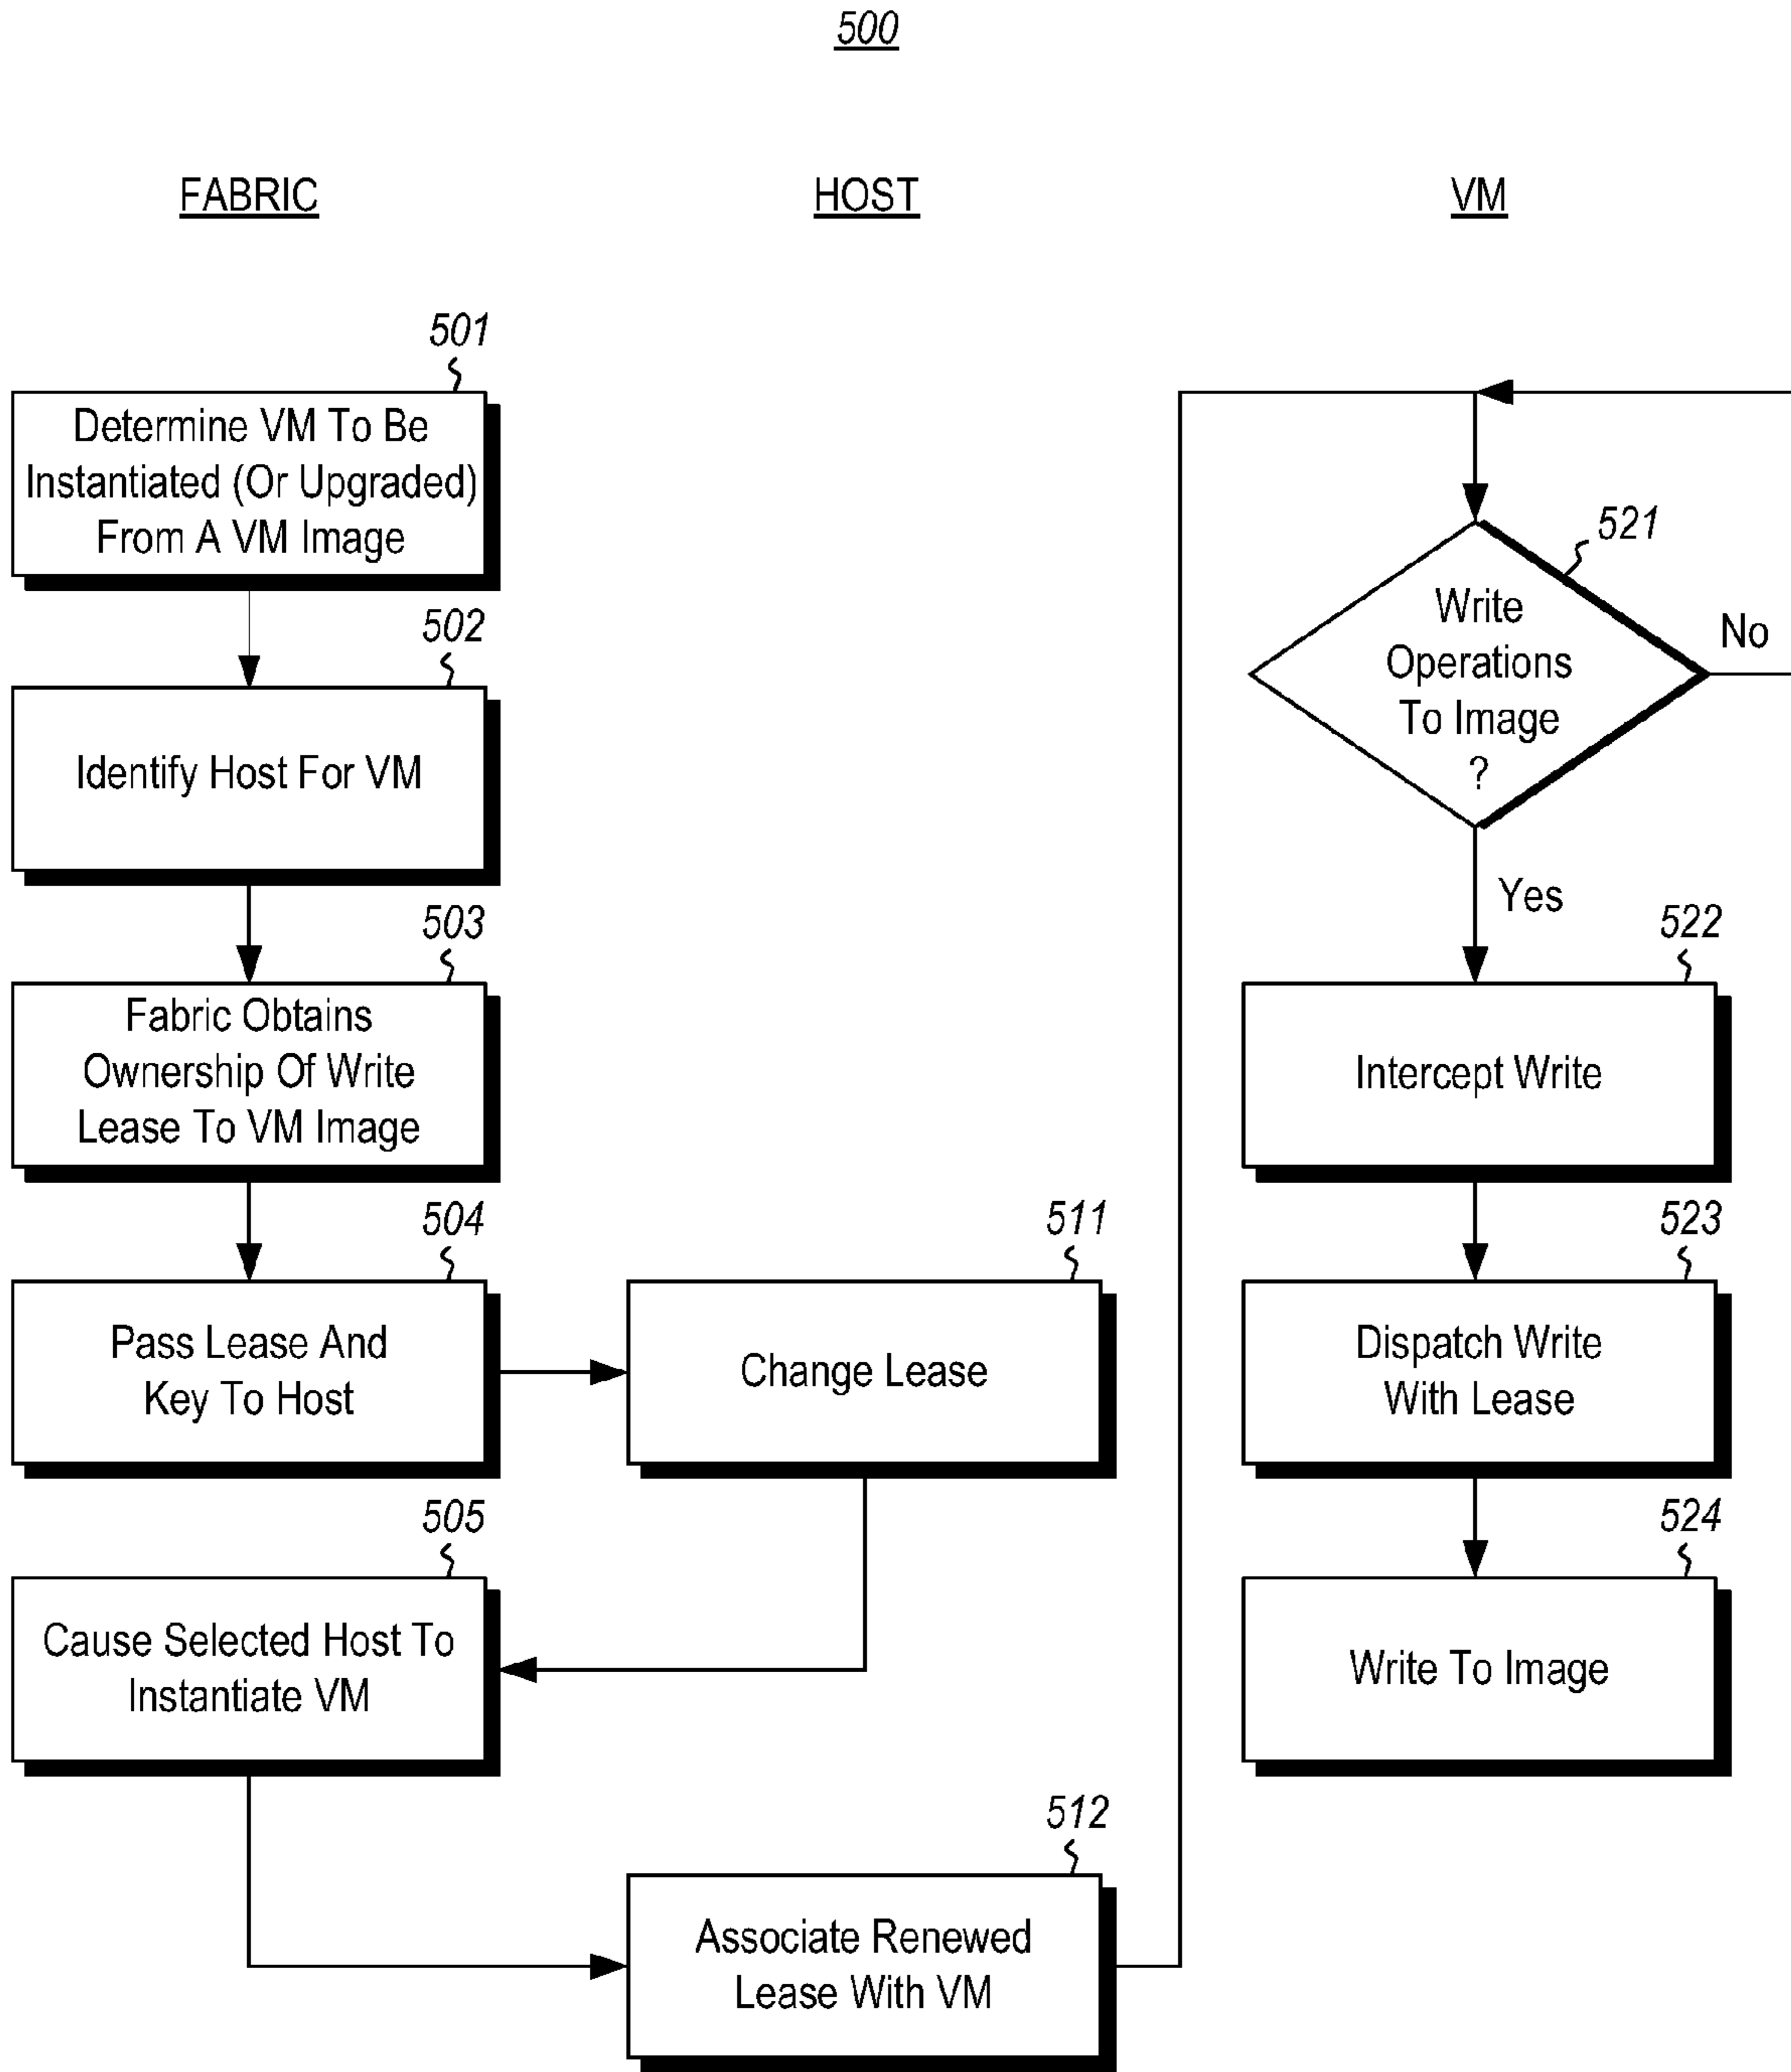 500
FABRIC
HOST
VM
501
Determine VM To Be
Instantiated (Or Upgraded)
From A VM Image
502
Identify Host For VM
503
Fabric Obtains
Ownership Of Write
Lease To VM Image
504
Pass Lease And
Key To Host
511
Change Lease
505
Cause Selected Host To
Instantiate VM
512
Associate Renewed
Lease With VM
521
Write
Operations
To Image
?
No
Yes
522
Intercept Write
523
Dispatch Write
With Lease
524
Write To Image